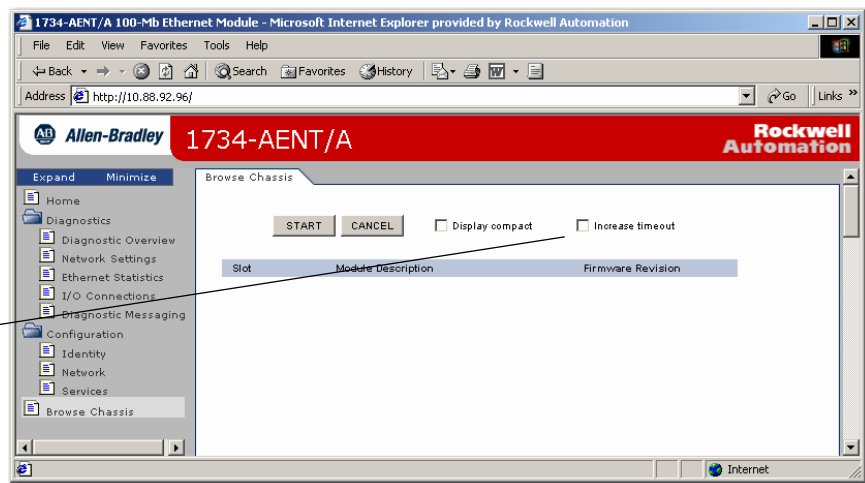 1734-AENT/A 100-Mb Ethernet Module - Microsoft Internet Explorer provided by Rockwell Automation
File Edit View Favorites Tools Help
Back Search Favorites History
Address http://10.88.92.96/ Go Links »
AB Allen-Bradley 1734-AENT/A Rockwell Automation
Expand Minimize
Home
Diagnostics
Diagnostic Overview
Network Settings
Ethernet Statistics
I/O Connections
Diagnostic Messaging
Configuration
Identity
Network
Services
Browse Chassis
Browse Chassis
START CANCEL Display compact Increase timeout
Slot Module Description Firmware Revision
Internet